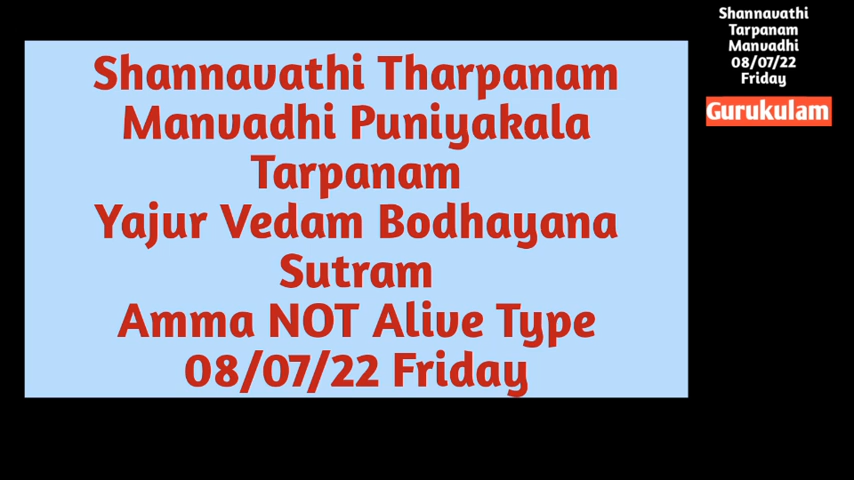 Shannavathi Tharpanam
Manvadhi Puniyakala
Tarpanam
Yajur Vedam Bodhayana
Sutram
Amma NOT Alive Type
08/07/22 Friday
Shannavathi
Tarpanam
Manvadhi
08/07/22
Friday
Gurukulam